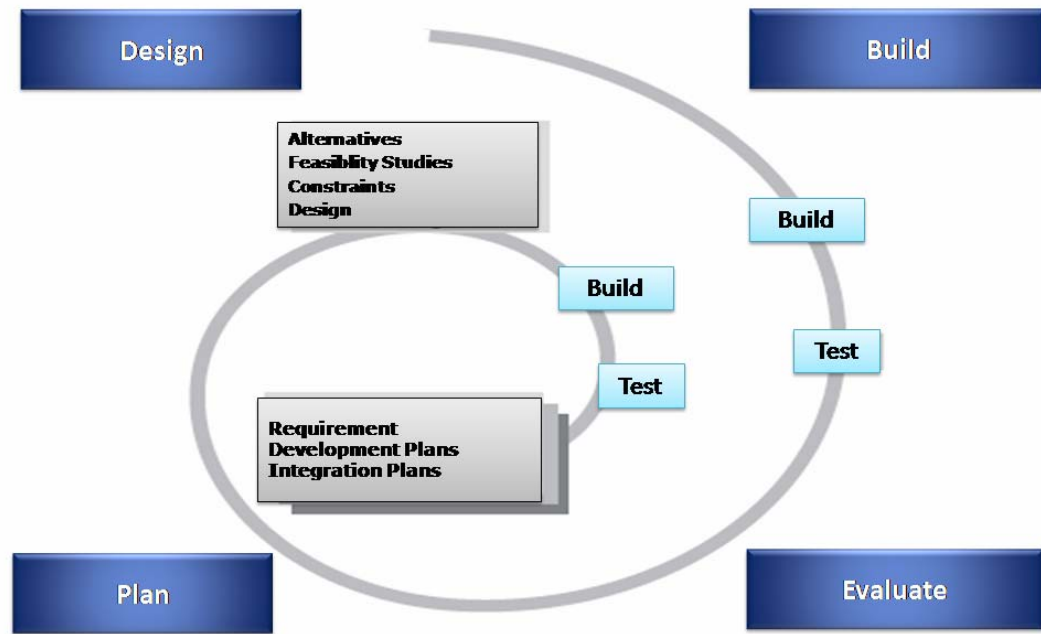 Design
Build
Alternatives
Feasiblity Studies
Constraints
Design
Build
Build
Test
Test
Requirement
Development Plans
Integration Plans
Plan
Evaluate